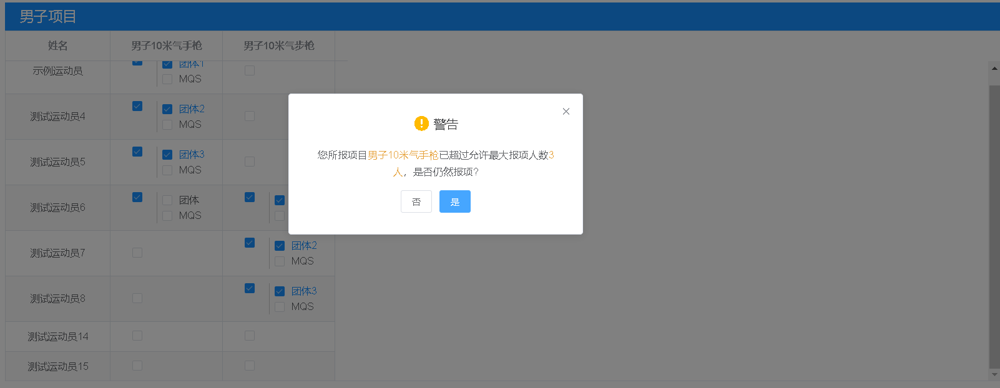 男子项目
姓名 男子10米气手枪 男子10米气步枪
示例运动员 团体1
MQS
测试运动员4 团体2
MQS
测试运动员5 团体3
MQS
测试运动员6 团体
MQS
测试运动员7 团体2
MQS
测试运动员8 团体3
MQS
测试运动员14
测试运动员15
警告
您所报项目男子10米气手枪已超过允许最大报项人数3
人，是否仍然报项?
否 是